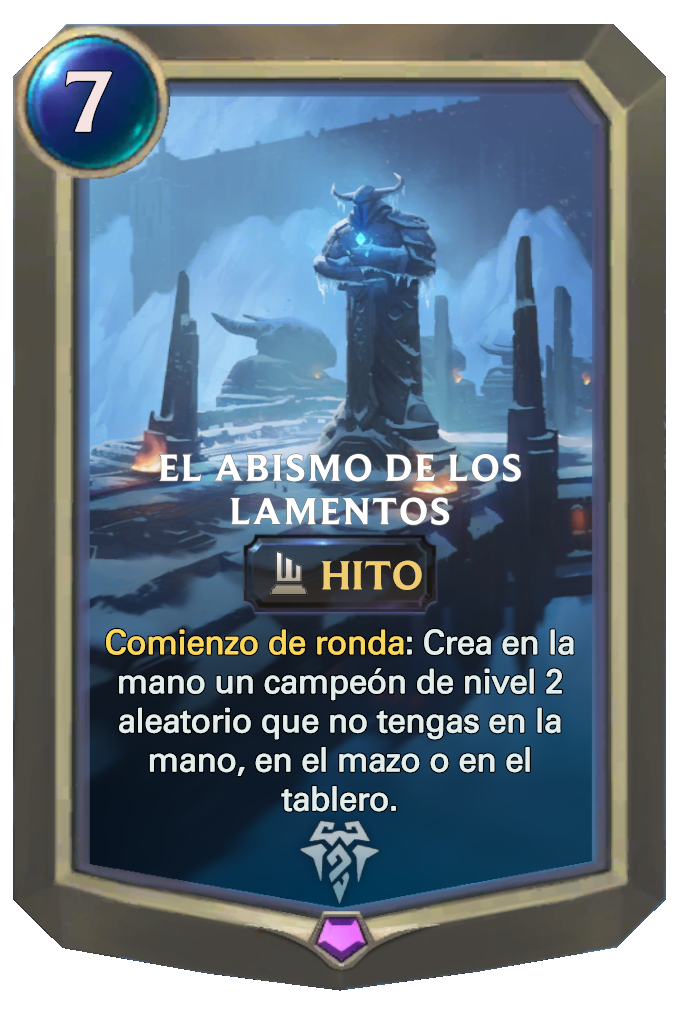 7
EL ABISMO DE LOS
LAMENTOS
HITO
Comienzo de ronda: Crea en la
mano un campeón de nivel 2
aleatorio que no tengas en la
mano, en el mazo o en el
tablero.